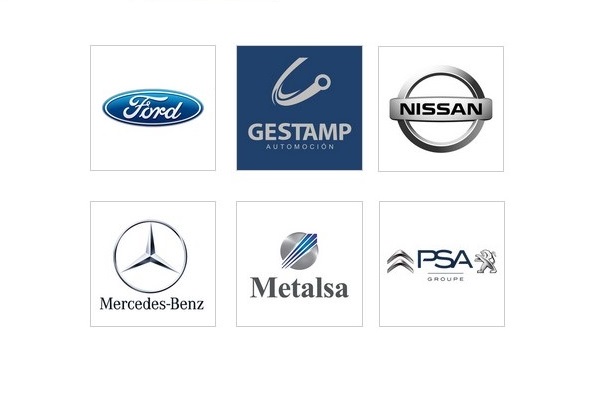 Ford
GESTAMP
AUTOMOCIÓN
NISSAN
Mercedes-Benz
Metalsa
PSA
GROUPE